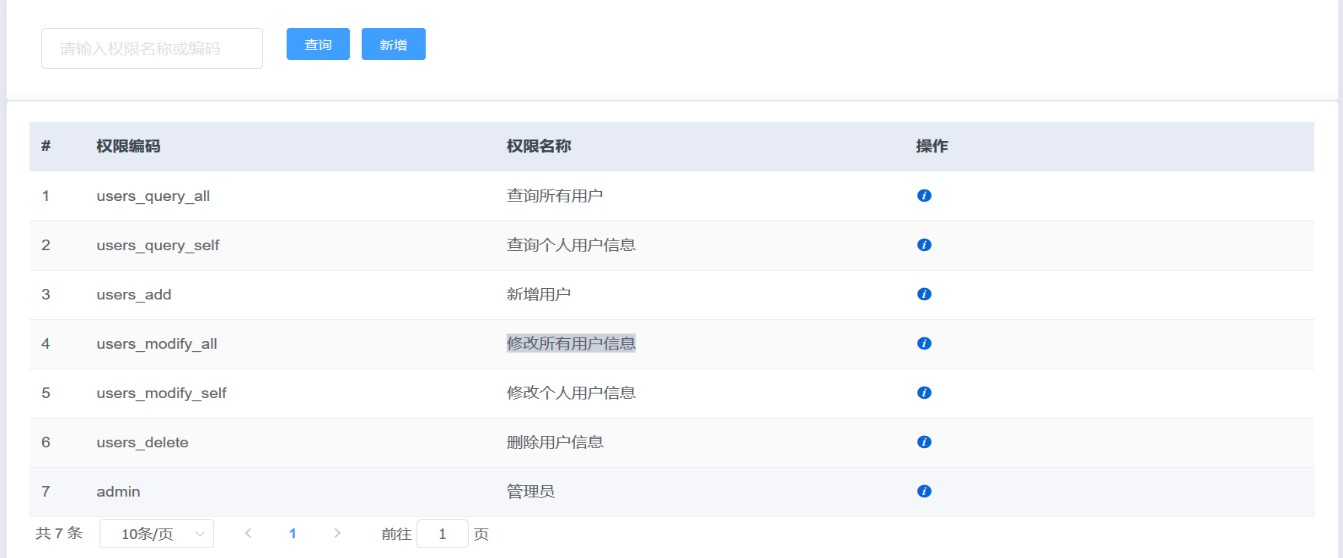 请输入权限名称或编码 查询 新增
# 权限编码 权限名称 操作
1 users_query_all 查询所有用户
2 users_query_self 查询个人用户信息
3 users_add 新增用户
4 users_modify_all 修改所有用户信息
5 users_modify_self 修改个人用户信息
6 users_delete 删除用户信息
7 admin 管理员
共 7 条 10条/页 1 前往 1 页